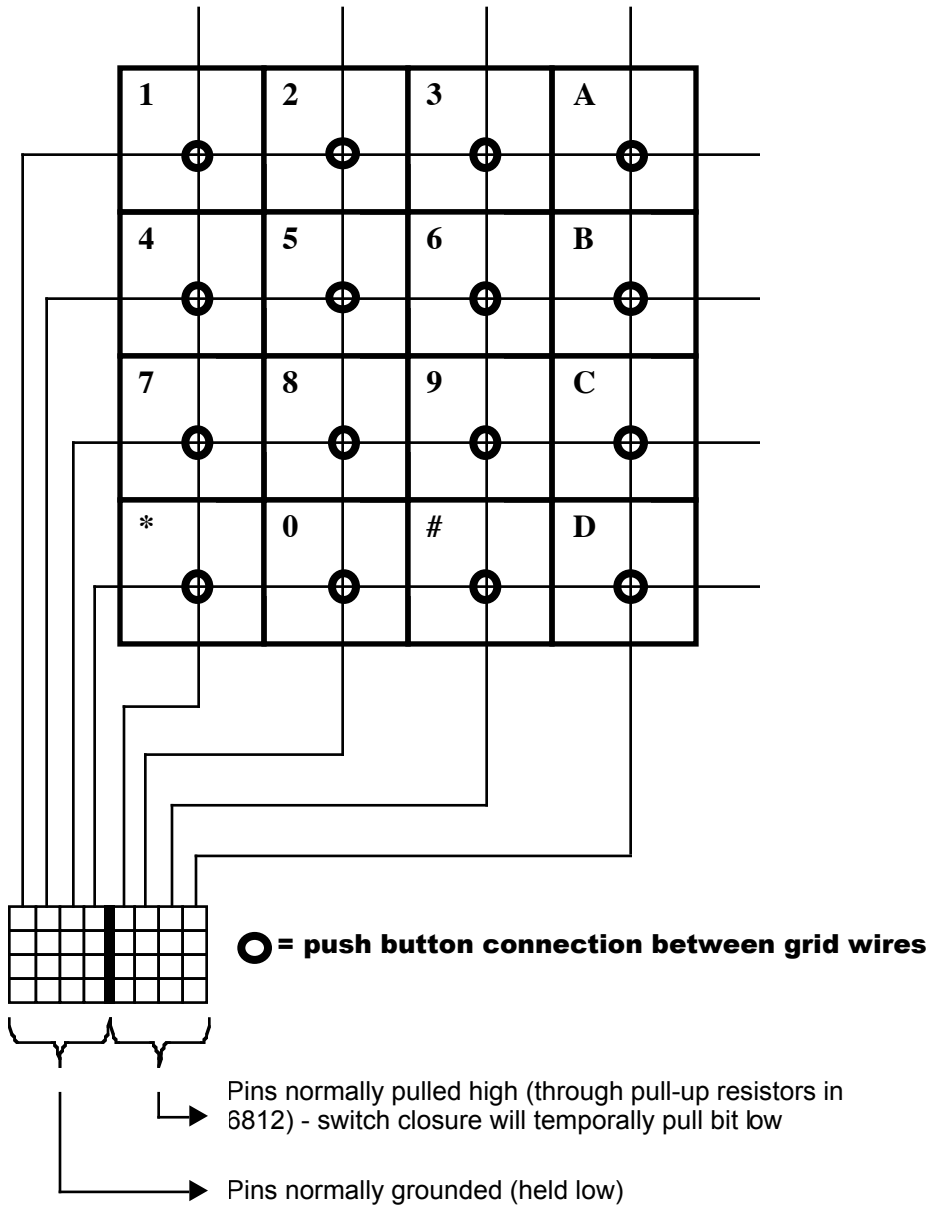 1 2 3 A
4 5 6 B
7 8 9 C
* 0 # D
= push button connection between grid wires
Pins normally pulled high (through pull-up resistors in
6812) - switch closure will temporally pull bit low
Pins normally grounded (held low)